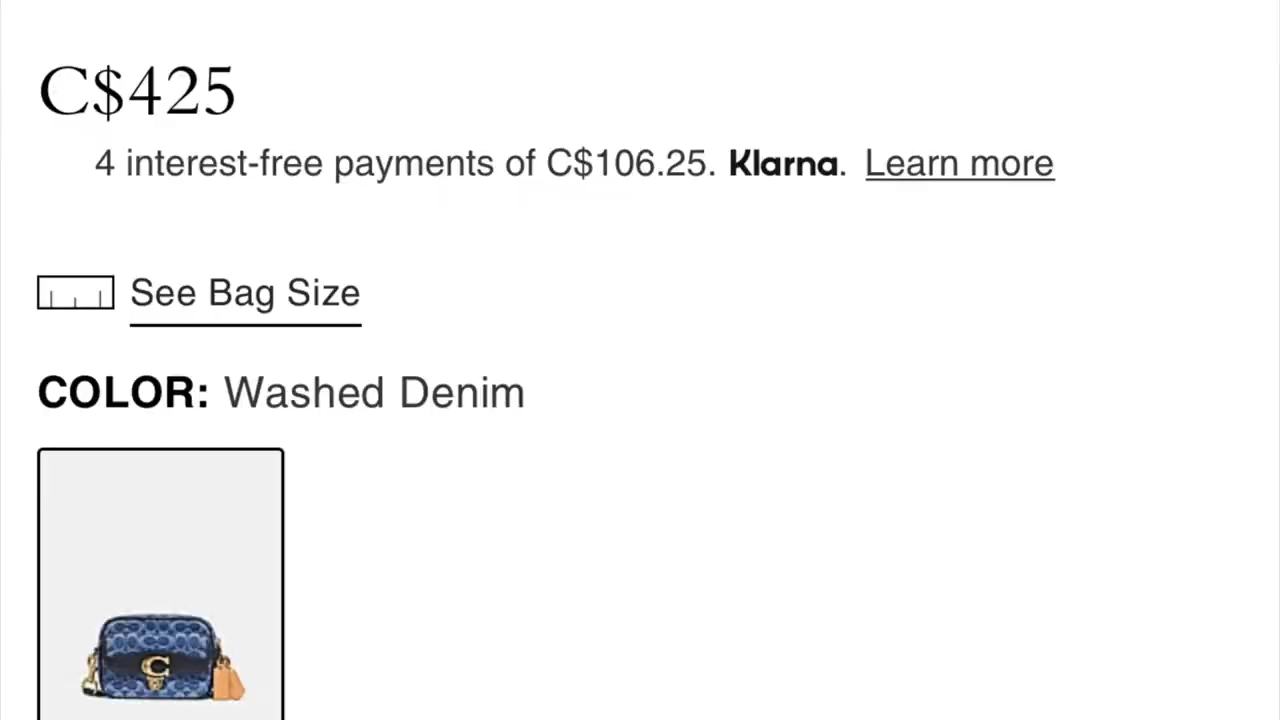 C$425
4 interest-free payments of C$106.25. Klarna. Learn more
See Bag Size
COLOR: Washed Denim
C